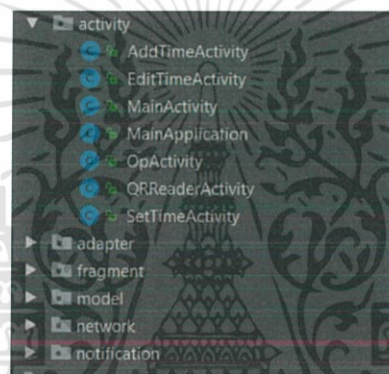 activity
AddTimeActivity
EditTimeActivity
MainActivity
MainApplication
OpActivity
QRReaderActivity
SetTimeActivity
adapter
fragment
model
network
notification